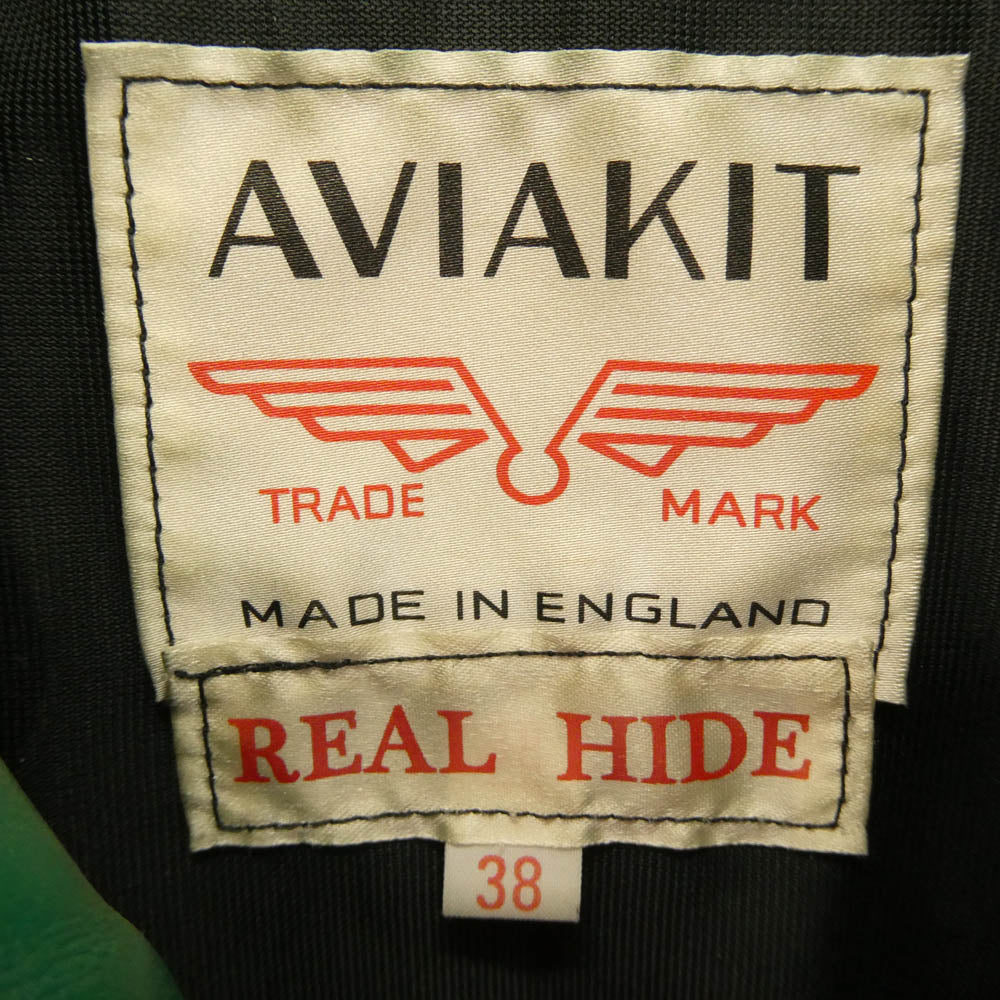 AVIAKIT
TRADE MARK
MADE IN ENGLAND
REAL HIDE
38